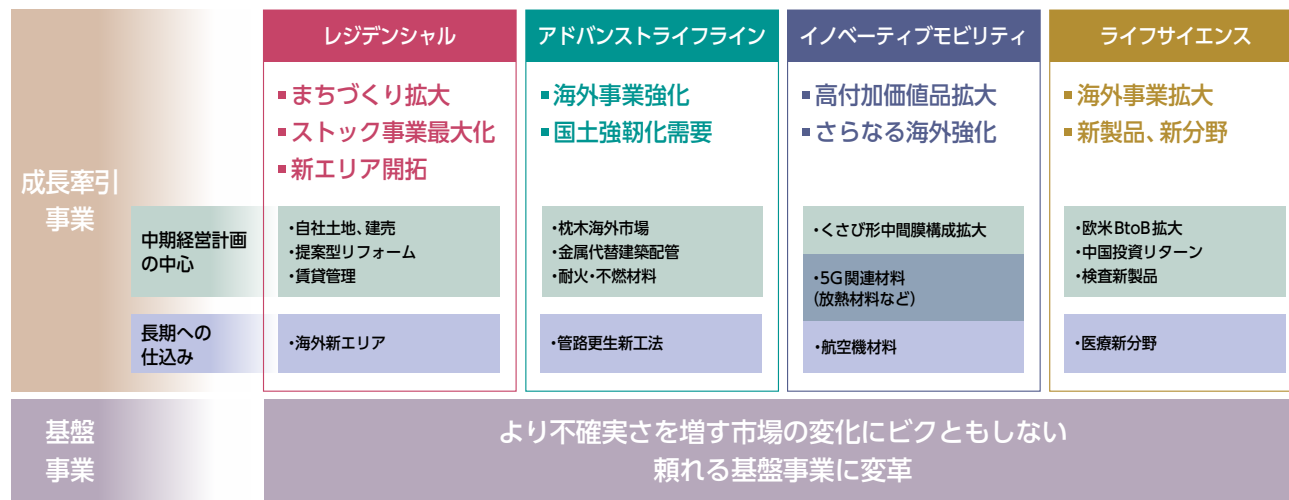 レジデンシャル
アドバンストライフライン
イノベーティブモビリティ
ライフサイエンス
成長牽引
事業
▪まちづくり拡大
▪ストック事業最大化
▪新エリア開拓
▪海外事業強化
▪国土強靭化需要
▪高付加価値品拡大
▪さらなる海外強化
▪海外事業拡大
▪新製品、新分野
中期経営計画
の中心
・自社土地、建売
・提案型リフォーム
・賃貸管理
・枕木海外市場
・金属代替建築配管
・耐火・不燃材料
・くさび形中間膜構成拡大
・5G関連材料
(放熱材料など)
・欧米BtoB拡大
・中国投資リターン
・検査新製品
長期への
仕込み
・海外新エリア
・管路更生新工法
・航空機材料
・医療新分野
基盤
事業
より不確実さを増す市場の変化にビクともしない
頼れる基盤事業に変革